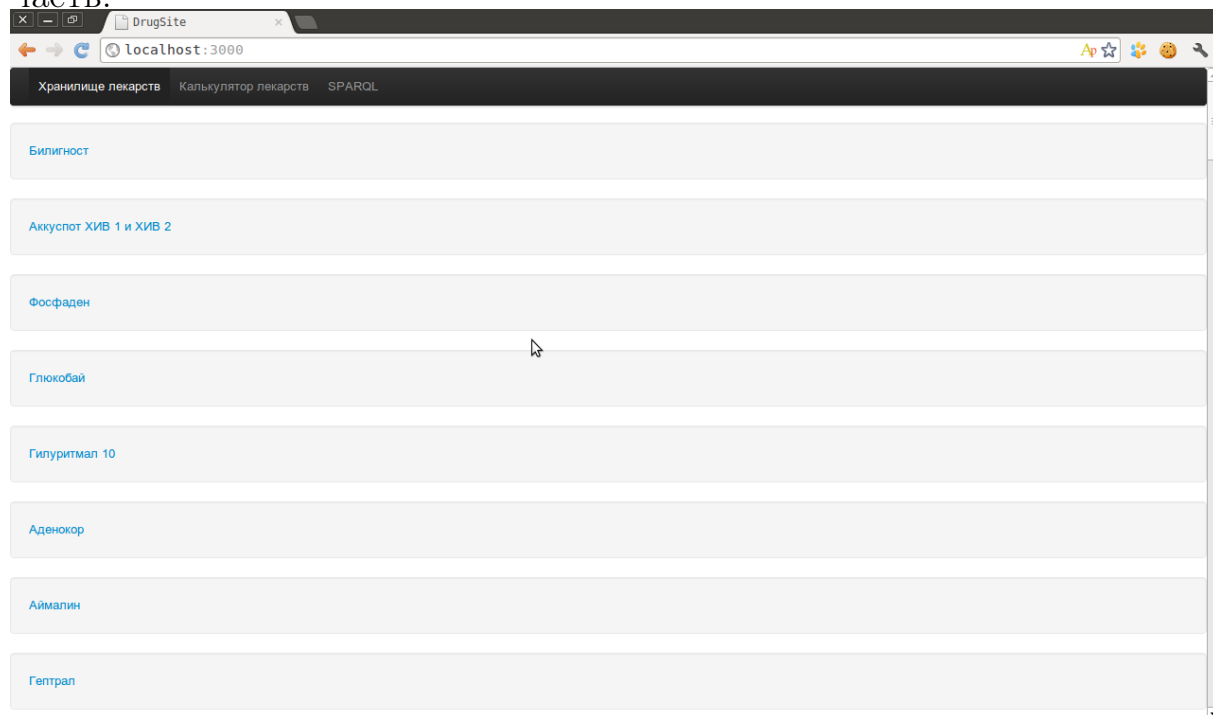 DrugSite
localhost:3000
Хранилище лекарств Калькулятор лекарств SPARQL
Билигност
Аккуспот ХИВ 1 и ХИВ 2
Фосфаден
Глюкобай
Гилуритмал 10
Аденокор
Аймалин
Гептрал